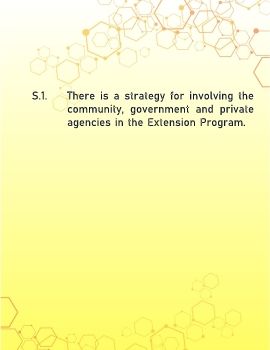 S.1. There is a strategy for involving the
community, government and private
agencies in the Extension Program.